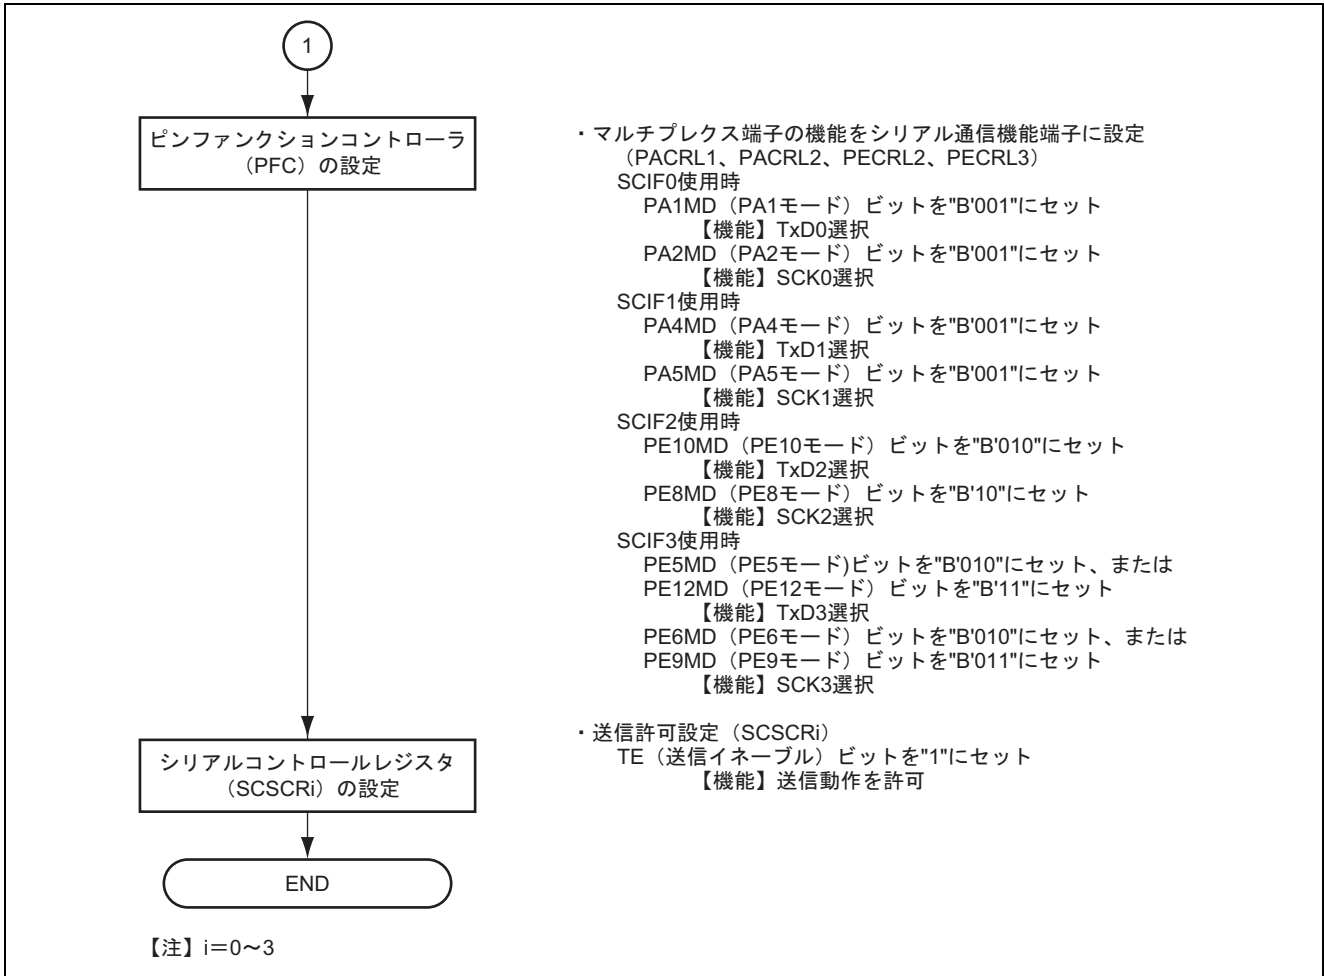 1
ピンファンクションコントローラ
（PFC）の設定
・マルチプレクス端子の機能をシリアル通信機能端子に設定
（PACRL1、PACRL2、PECRL2、PECRL3）
SCIF0使用時
PA1MD（PA1モード）ビットを"B'001"にセット
【機能】TxD0選択
PA2MD（PA2モード）ビットを"B'001"にセット
【機能】SCK0選択
SCIF1使用時
PA4MD（PA4モード）ビットを"B'001"にセット
【機能】TxD1選択
PA5MD（PA5モード）ビットを"B'001"にセット
【機能】SCK1選択
SCIF2使用時
PE10MD（PE10モード）ビットを"B'010"にセット
【機能】TxD2選択
PE8MD（PE8モード）ビットを"B'10"にセット
【機能】SCK2選択
SCIF3使用時
PE5MD（PE5モード)ビットを"B'010"にセット、または
PE12MD（PE12モード）ビットを"B'11"にセット
【機能】TxD3選択
PE6MD（PE6モード）ビットを"B'010"にセット、または
PE9MD（PE9モード）ビットを"B'011"にセット
【機能】SCK3選択
シリアルコントロールレジスタ
（SCSCRi）の設定
・送信許可設定（SCSCRi）
TE（送信イネーブル）ビットを"1"にセット
【機能】送信動作を許可
END
【注】i＝0～3